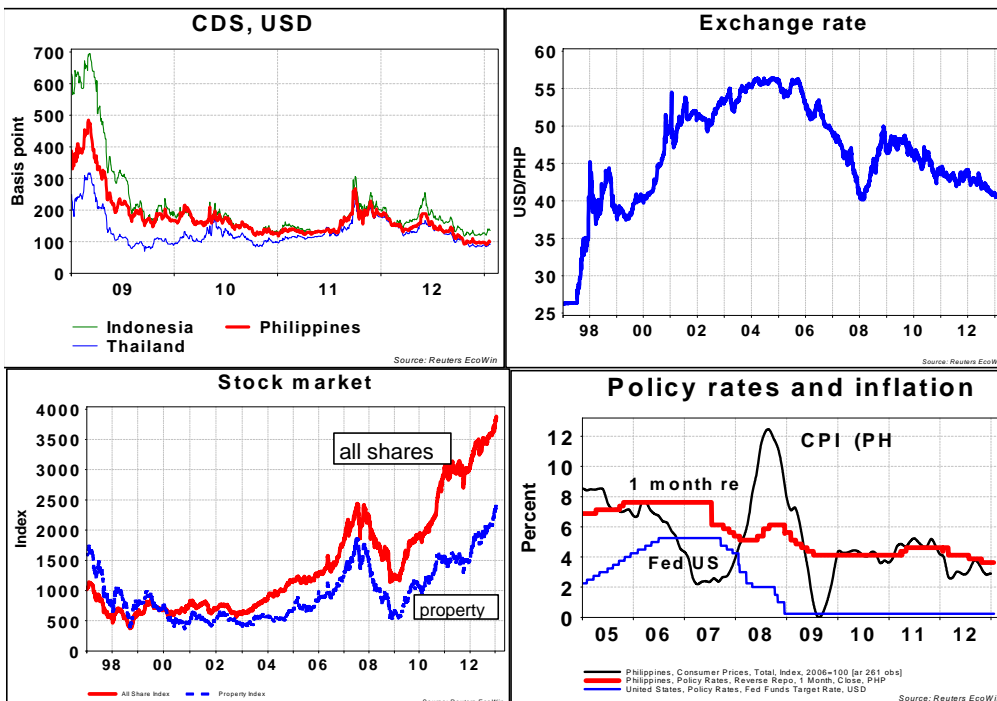 CDS, USD
Basis point
700
600
500
400
300
200
100
0
09 10 11 12
Indonesia Philippines
Thailand
Source: Reuters EcoWin
Exchange rate
USD/PHP
60
55
50
45
40
35
30
25
98 00 02 04 06 08 10 12
Source: Reuters EcoWin
Stock market
Index
4000
3500
3000
2500
2000
1500
1000
500
all shares
property
98 00 02 04 06 08 10 12
All Share Index Property Index
Policy rates and inflation
Percent
12
10
8
6
4
2
0
CPI (PH
1 month re
Fed US
05 06 07 08 09 10 11 12
Philippines, Consumer Prices, Total, Index, 2006=100 [ar 261 obs]
Philippines, Policy Rates, Reverse Repo, 1 Month, Close, PHP
United States, Policy Rates, Fed Funds Target Rate, USD
Source: Reuters EcoWin